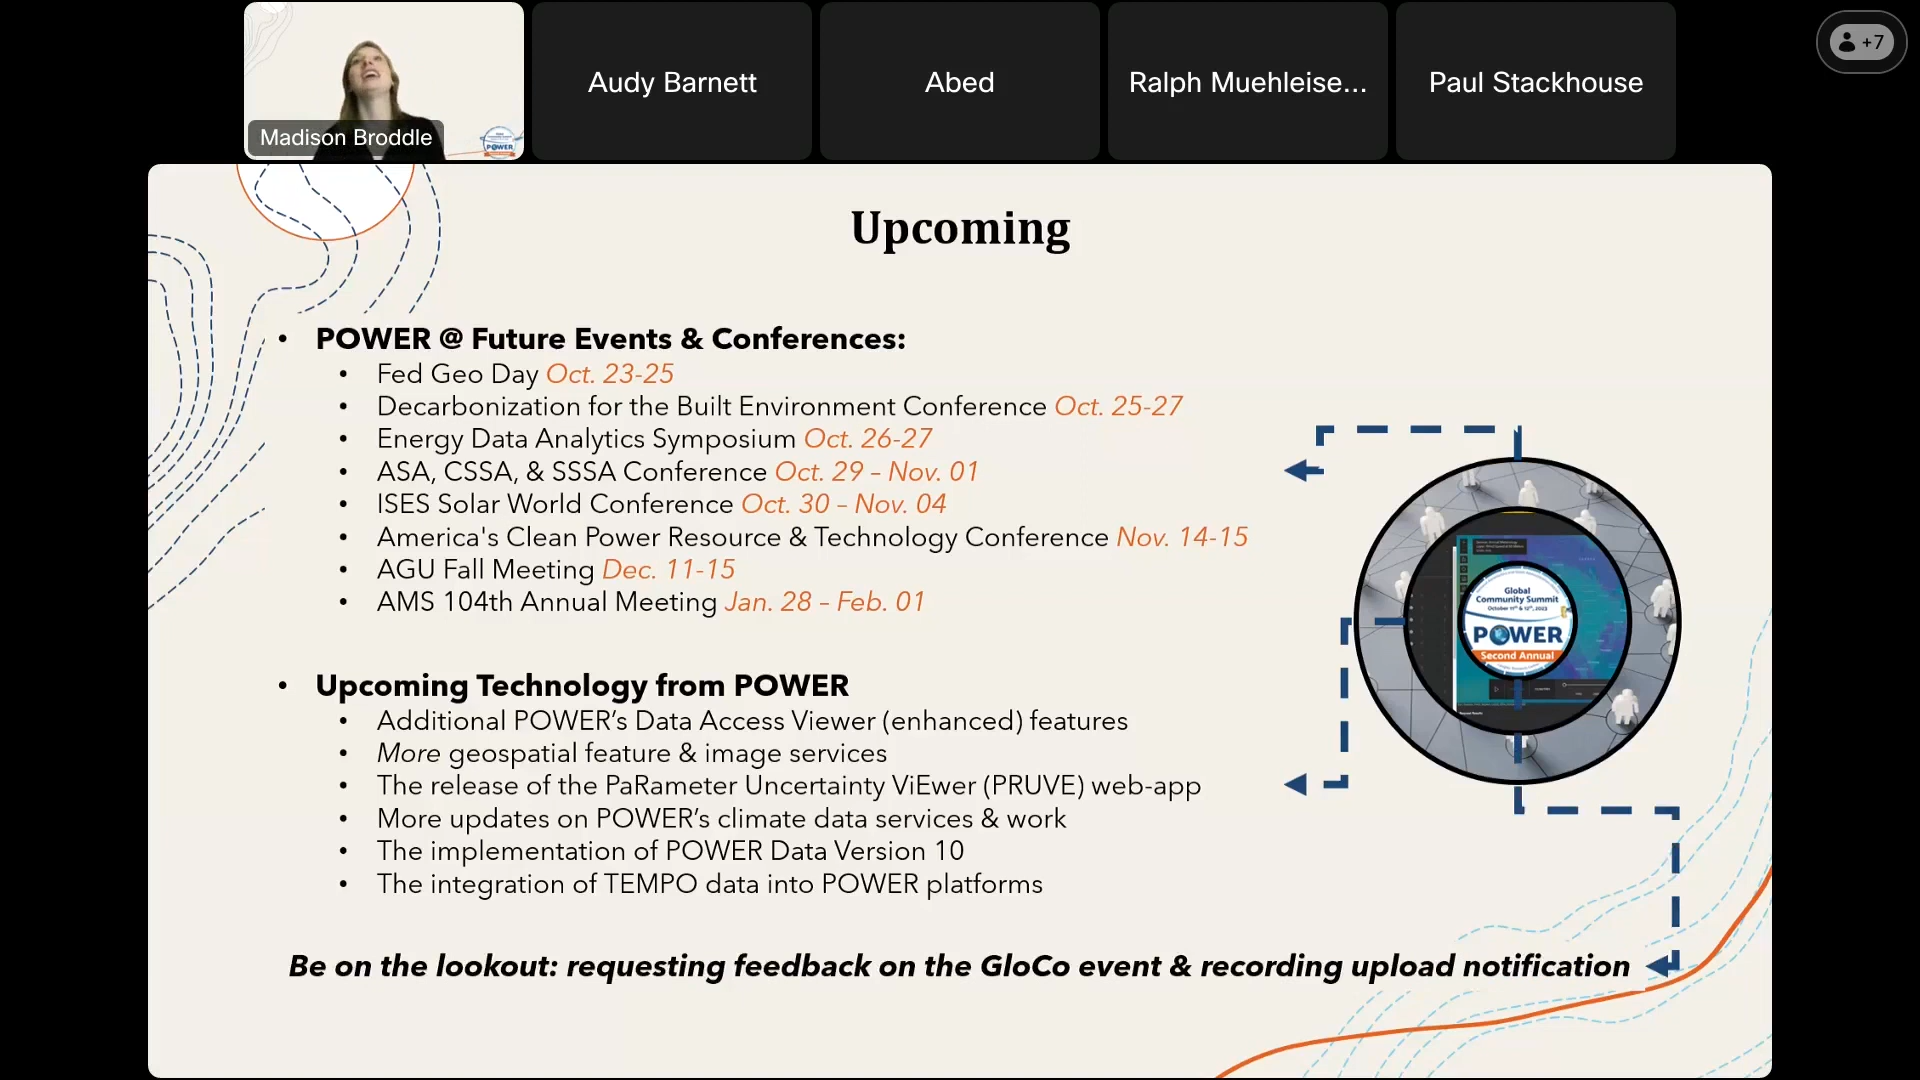 Madison Broddle
POWER
Audy Barnett
Abed
Ralph Muehleise...
Paul Stackhouse
+7
Upcoming
• POWER @ Future Events & Conferences:
• Fed Geo Day Oct. 23-25
• Decarbonization for the Built Environment Conference Oct. 25-27
• Energy Data Analytics Symposium Oct. 26-27
• ASA, CSSA, & SSSA Conference Oct. 29 – Nov. 01
• ISES Solar World Conference Oct. 30 – Nov. 04
• America's Clean Power Resource & Technology Conference Nov. 14-15
• AGU Fall Meeting Dec. 11-15
• AMS 104th Annual Meeting Jan. 28 – Feb. 01
• Upcoming Technology from POWER
• Additional POWER’s Data Access Viewer (enhanced) features
• More geospatial feature & image services
• The release of the PaRameter Uncertainty ViEwer (PRUVE) web-app
• More updates on POWER’s climate data services & work
• The implementation of POWER Data Version 10
• The integration of TEMPO data into POWER platforms
Be on the lookout: requesting feedback on the GloCo event & recording upload notification
Global
Community Summit
October 11th & 12th, 2023
POWER
Second Annual